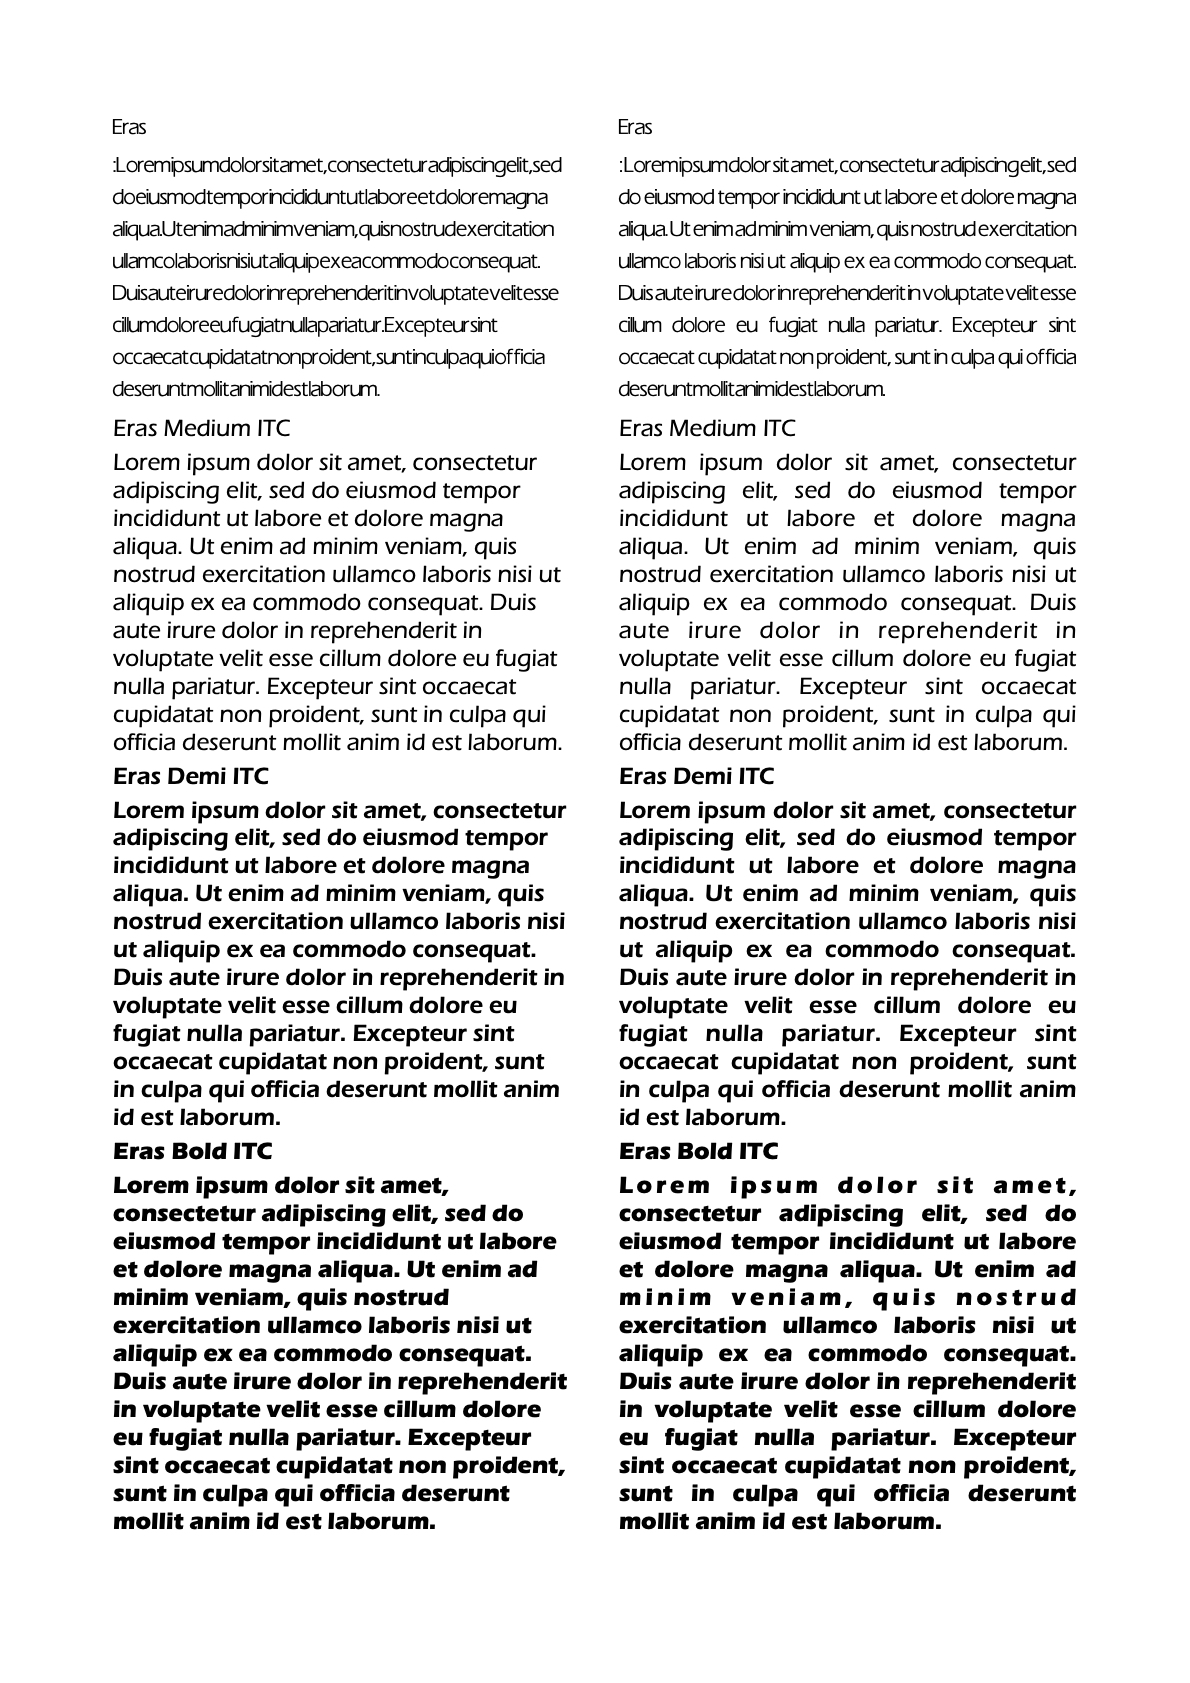 Eras
:Loremipsumdolorsitamet,consecteturadipiscingelit,sed
doeiusmodtemporincididuntutlaboreetdoloremagna
aliqua.Utenimadminimveniam,quisnostrudexercitation
ullamcolaborisnisiutaliquipexeacommodoconsequat.
Duisauteiruredolorinreprehenderitinvoluptatevelitesse
cillumdoloreeufugiatnullapariatur.Excepteursint
occaecatcupidatatnonproident,suntinculpaquiofficia
deseruntmollitanimidestlaborum.
Eras Medium ITC
Lorem ipsum dolor sit amet, consectetur
adipiscing elit, sed do eiusmod tempor
incididunt ut labore et dolore magna
aliqua. Ut enim ad minim veniam, quis
nostrud exercitation ullamco laboris nisi ut
aliquip ex ea commodo consequat. Duis
aute irure dolor in reprehenderit in
voluptate velit esse cillum dolore eu fugiat
nulla pariatur. Excepteur sint occaecat
cupidatat non proident, sunt in culpa qui
officia deserunt mollit anim id est laborum.
Eras Demi ITC
Lorem ipsum dolor sit amet, consectetur
adipiscing elit, sed do eiusmod tempor
incididunt ut labore et dolore magna
aliqua. Ut enim ad minim veniam, quis
nostrud exercitation ullamco laboris nisi
ut aliquip ex ea commodo consequat.
Duis aute irure dolor in reprehenderit in
voluptate velit esse cillum dolore eu
fugiat nulla pariatur. Excepteur sint
occaecat cupidatat non proident, sunt
in culpa qui officia deserunt mollit anim
id est laborum.
Eras Bold ITC
Lorem ipsum dolor sit amet,
consectetur adipiscing elit, sed do
eiusmod tempor incididunt ut labore
et dolore magna aliqua. Ut enim ad
minim veniam, quis nostrud
exercitation ullamco laboris nisi ut
aliquip ex ea commodo consequat.
Duis aute irure dolor in reprehenderit
in voluptate velit esse cillum dolore
eu fugiat nulla pariatur. Excepteur
sint occaecat cupidatat non proident,
sunt in culpa qui officia deserunt
mollit anim id est laborum.
Eras
:Loremipsumdolor sit amet, consectetur adipiscing elit, sed
do eiusmod tempor incididunt ut labore et dolore magna
aliqua. Ut enim ad minim veniam, quis nostrud exercitation
ullamco laboris nisi ut aliquip ex ea commodo consequat.
Duis aute irure dolor in reprehenderit in voluptate velit esse
cillum dolore eu fugiat nulla pariatur. Excepteur sint
occaecat cupidatat non proident, sunt in culpa qui officia
deseruntmollitanimidestlaborum.
Eras Medium ITC
Lorem ipsum dolor sit amet, consectetur
adipiscing elit, sed do eiusmod tempor
incididunt ut labore et dolore magna
aliqua. Ut enim ad minim veniam, quis
nostrud exercitation ullamco laboris nisi ut
aliquip ex ea commodo consequat. Duis
aute irure dolor in reprehenderit in
voluptate velit esse cillum dolore eu fugiat
nulla pariatur. Excepteur sint occaecat
cupidatat non proident, sunt in culpa qui
officia deserunt mollit anim id est laborum.
Eras Demi ITC
Lorem ipsum dolor sit amet, consectetur
adipiscing elit, sed do eiusmod tempor
incididunt ut labore et dolore magna
aliqua. Ut enim ad minim veniam, quis
nostrud exercitation ullamco laboris nisi
ut aliquip ex ea commodo consequat.
Duis aute irure dolor in reprehenderit in
voluptate velit esse cillum dolore eu
fugiat nulla pariatur. Excepteur sint
occaecat cupidatat non proident, sunt
in culpa qui officia deserunt mollit anim
id est laborum.
Eras Bold ITC
Lorem ipsum dolor sit amet,
consectetur adipiscing elit, sed do
eiusmod tempor incididunt ut labore
et dolore magna aliqua. Ut enim ad
minim veniam, quis nostrud
exercitation ullamco laboris nisi ut
aliquip ex ea commodo consequat.
Duis aute irure dolor in reprehenderit
in voluptate velit esse cillum dolore
eu fugiat nulla pariatur. Excepteur
sint occaecat cupidatat non proident,
sunt in culpa qui officia deserunt
mollit anim id est laborum.